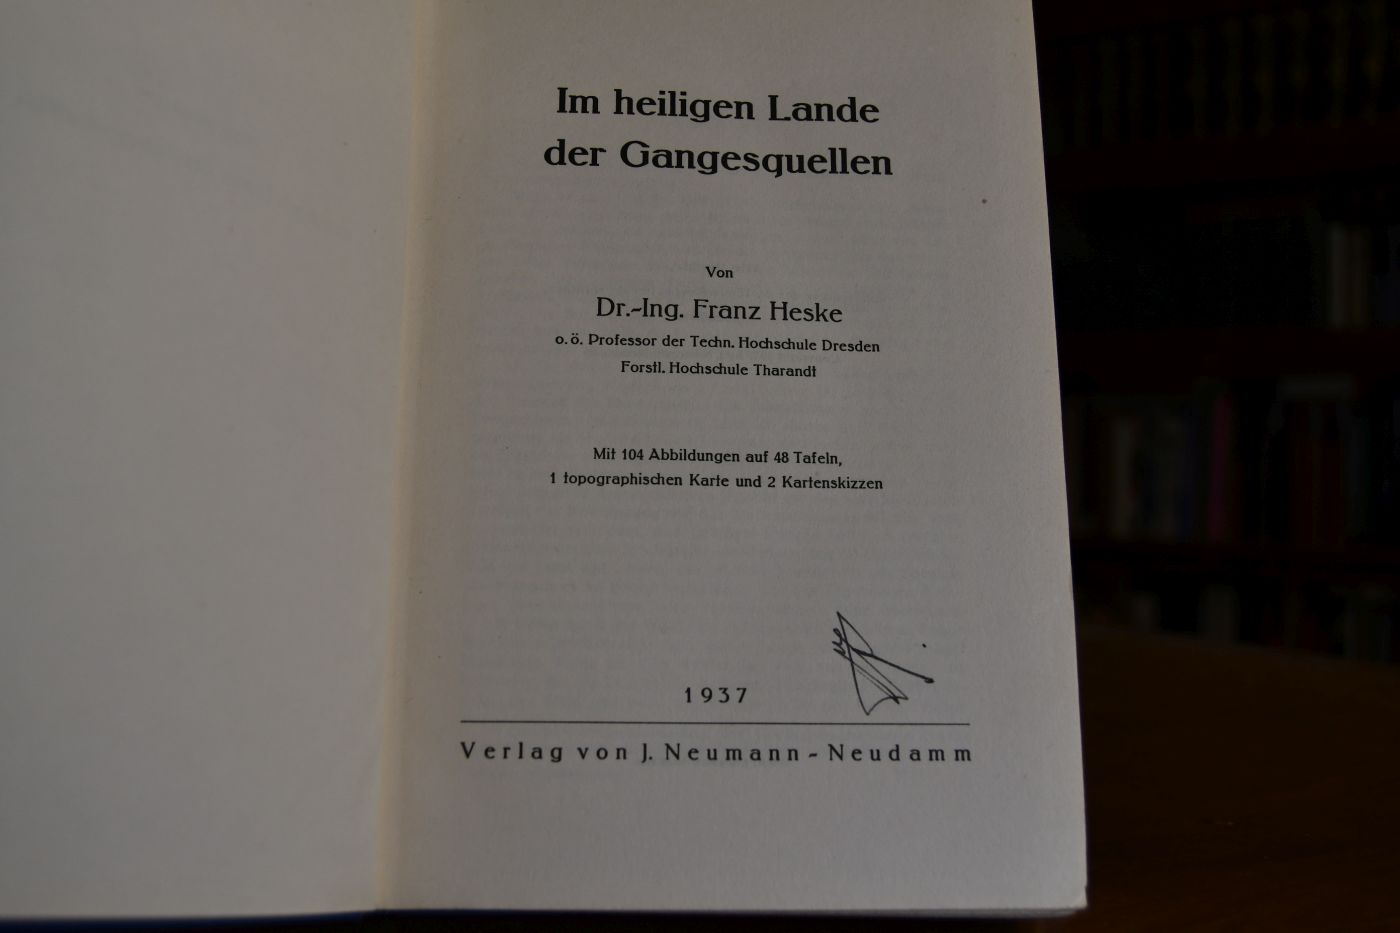 Im heiligen Lande
der Gangesquellen
Von
Dr.-Ing. Franz Heske
o. ö. Professor der Techn. Hochschule Dresden
Forstl. Hochschule Tharandt
Mit 104 Abbildungen auf 48 Tafeln,
1 topographischen Karte und 2 Kartenskizzen
1937
Verlag von J. Neumann - Neudamm